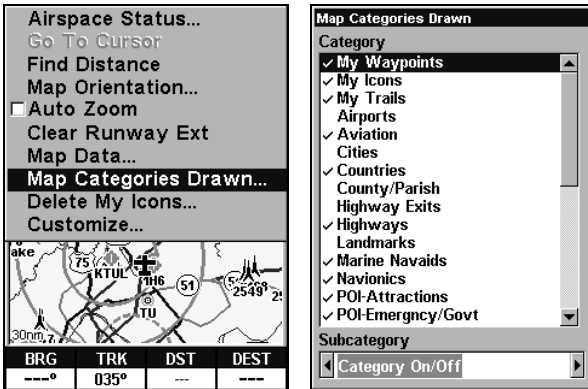 Airspace Status...
Go To Cursor
Find Distance
Map Orientation...
Auto Zoom
Clear Runway Ext
Map Data...
Map Categories Drawn...
Delete My Icons...
Customize...
ake
75
KTUL
1H6
51
2549'
TU
30nm
BRG TRK DST DEST
---° 035° --- ---
Map Categories Drawn
Category
✓ My Waypoints
✓ My Icons
✓ My Trails
Airports
✓ Aviation
Cities
✓ Countries
County/Parish
Highway Exits
✓ Highways
Landmarks
✓ Marine Navaids
✓ Navionics
✓ POI-Attractions
✓ POI-Emergncy/Govt
Subcategory
Category On/Off